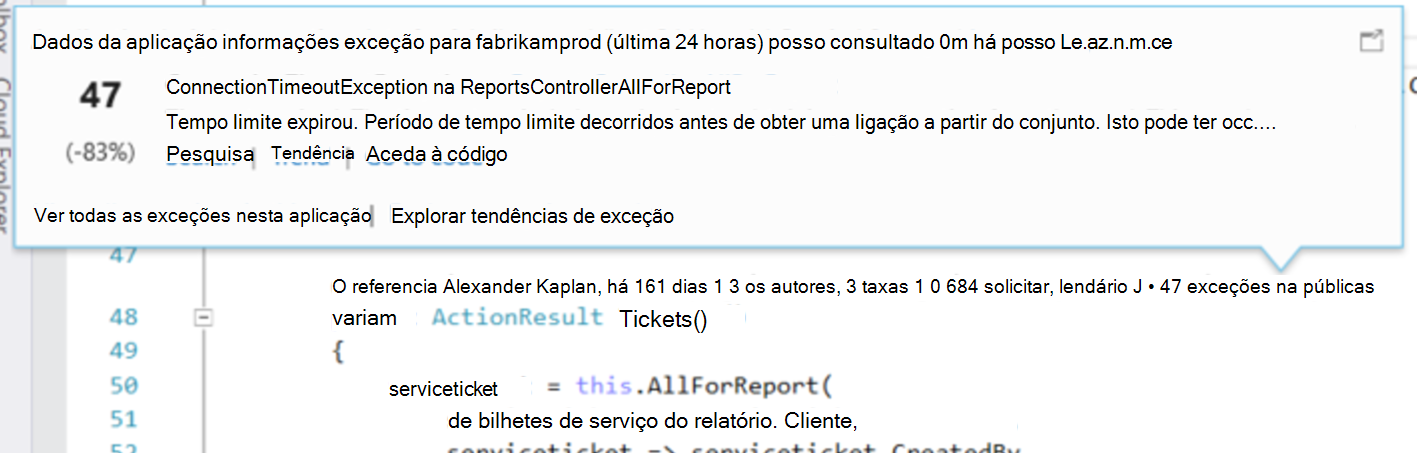 Dados da aplicação informações exceção para fabrikamprod (última 24 horas) posso consultado 0m há posso Le.az.n.m.ce
47 ConnectionTimeoutException na ReportsControllerAllForReport
Tempo limite expirou. Período de tempo limite decorridos antes de obter uma ligação a partir do conjunto. Isto pode ter occ....
(-83%) Pesquisa | Tendência | Aceda à código
Ver todas as exceções nesta aplicação| Explorar tendências de exceção
Cloud Explorer
47
O referencia Alexander Kaplan, há 161 dias 1 3 os autores, 3 taxas 1 0 684 solicitar, lendário J • 47 exceções na públicas
48 variam ActionResult Tickets()
49 {
50 serviceticket = this.AllForReport(
51 de bilhetes de serviço do relatório. Cliente,
52 serviceticket => serviceticket.CreatedBy